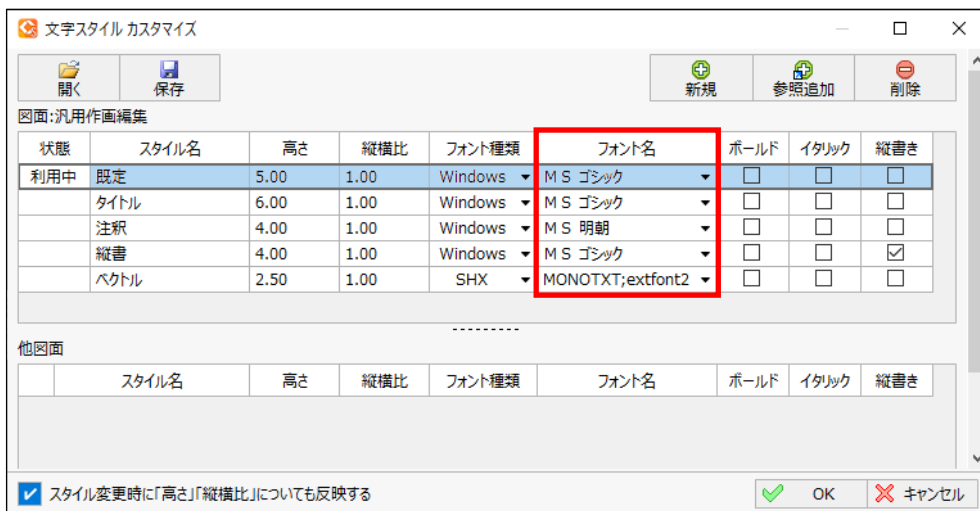 文字スタイル カスタマイズ
開く 保存 新規 参照追加 削除
図面:汎用作画編集
状態 スタイル名 高さ 縦横比 フォント種類 フォント名 ボールド イタリック 縦書き
利用中 既定 5.00 1.00 Windows ＭＳ ゴシック
タイトル 6.00 1.00 Windows ＭＳ ゴシック
注釈 4.00 1.00 Windows ＭＳ 明朝
縦書 4.00 1.00 Windows ＭＳ ゴシック
ベクトル 2.50 1.00 SHX MONOTXT;extfont2
他図面
スタイル名 高さ 縦横比 フォント種類 フォント名 ボールド イタリック 縦書き
スタイル変更時に「高さ」「縦横比」についても反映する OK キャンセル